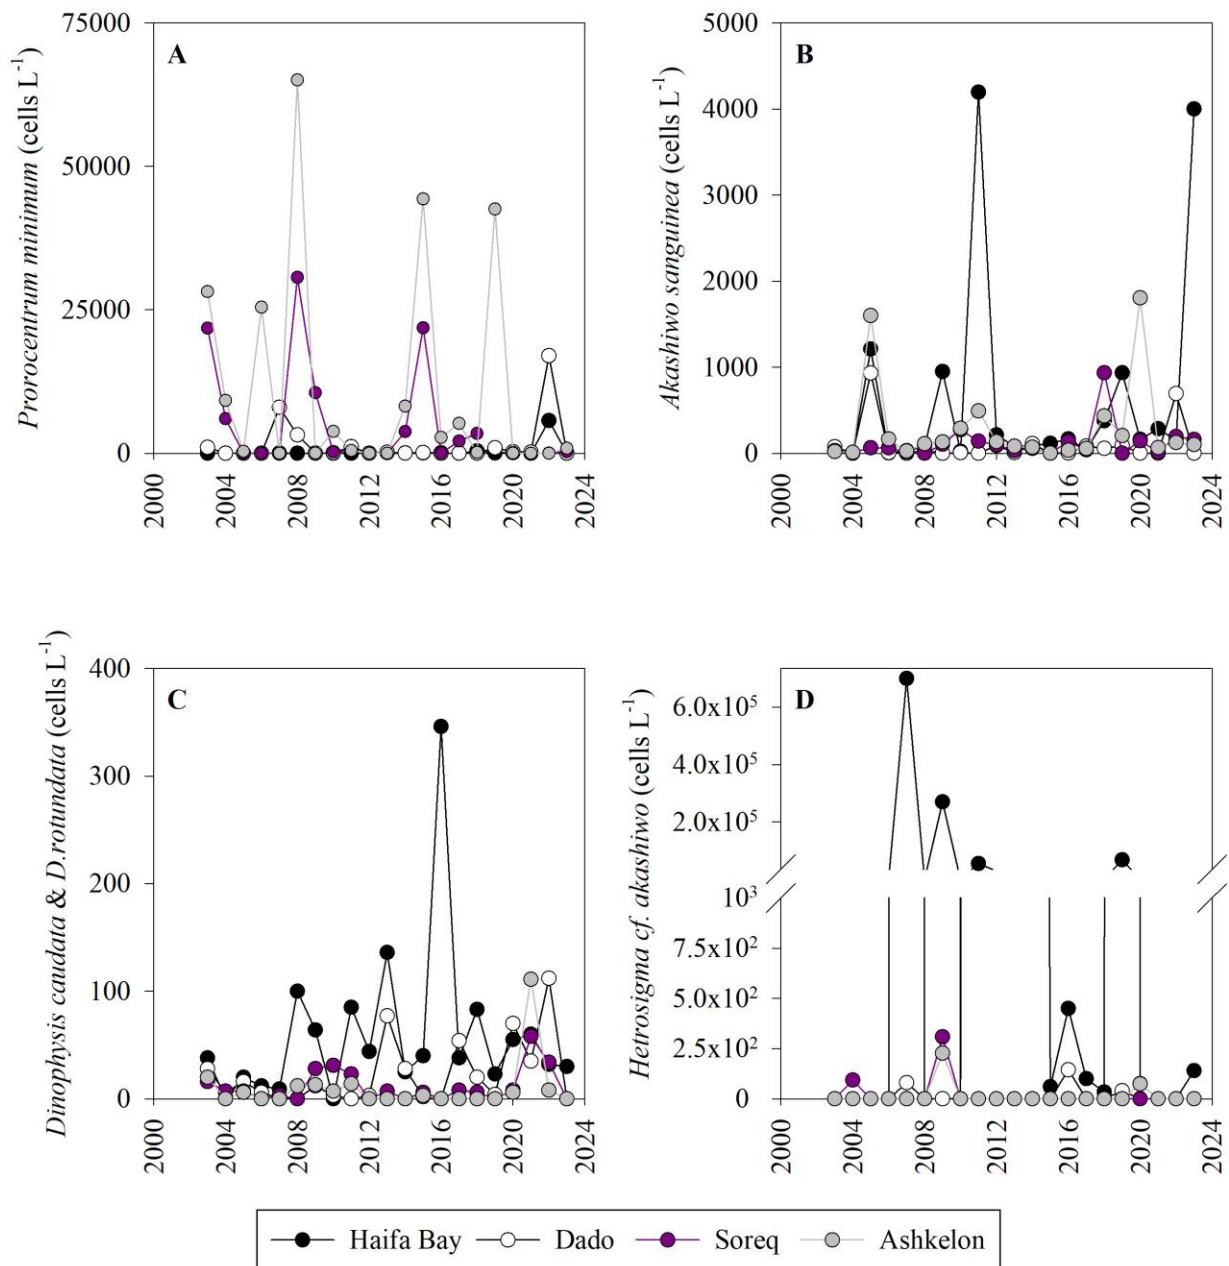 A
Prorocentrum minimum (cells L⁻¹)
75000
50000
25000
0
2000 2004 2008 2012 2016 2020 2024
B
Akashiwo sanguinea (cells L⁻¹)
5000
4000
3000
2000
1000
0
2000 2004 2008 2012 2016 2020 2024
C
Dinophysis caudata & D.rotundata (cells L⁻¹)
400
300
200
100
0
2000 2004 2008 2012 2016 2020 2024
D
Hetrosigma cf. akashiwo (cells L⁻¹)
6.0x10⁵
4.0x10⁵
2.0x10⁵
10³
7.5x10²
5.0x10²
2.5x10²
0
2000 2004 2008 2012 2016 2020 2024
Haifa Bay Dado Soreq Ashkelon